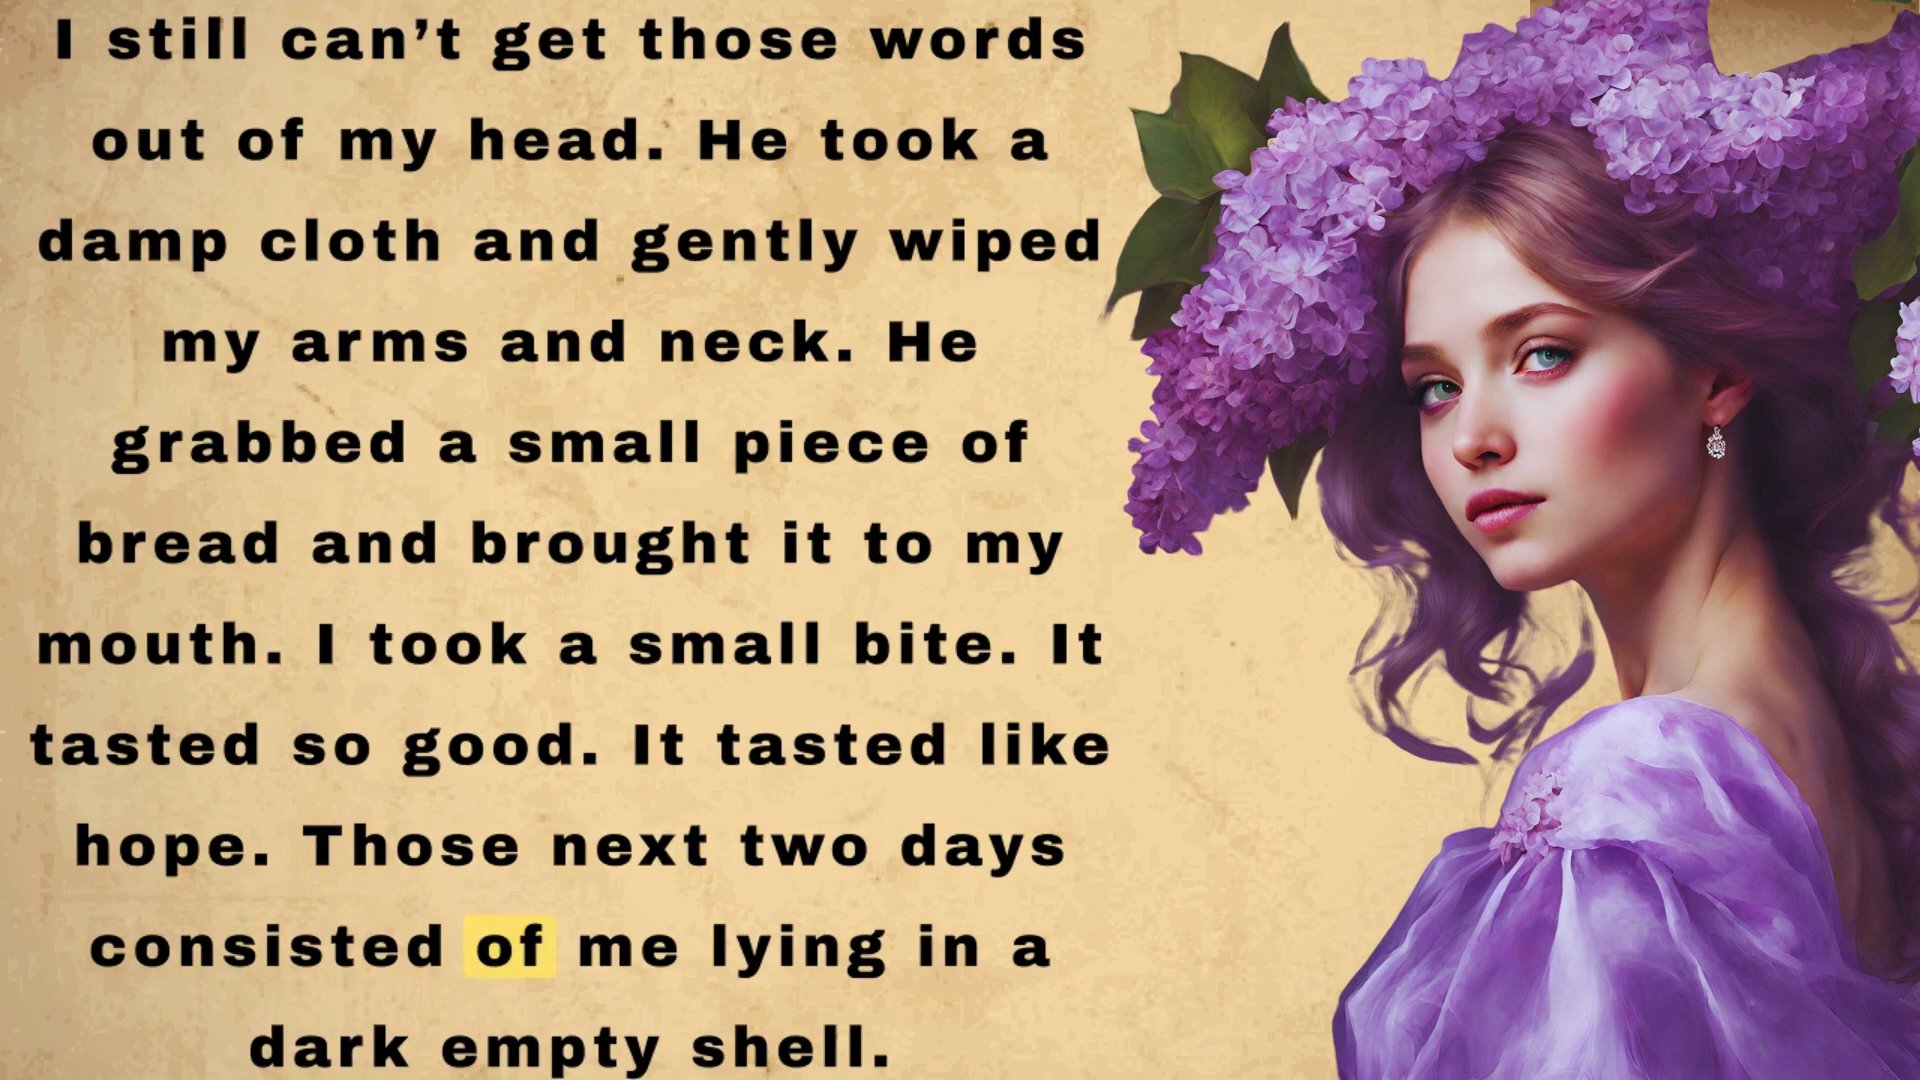 I still can’t get those words
out of my head. He took a
damp cloth and gently wiped
my arms and neck. He
grabbed a small piece of
bread and brought it to my
mouth. I took a small bite. It
tasted so good. It tasted like
hope. Those next two days
consisted of me lying in a
dark empty shell.